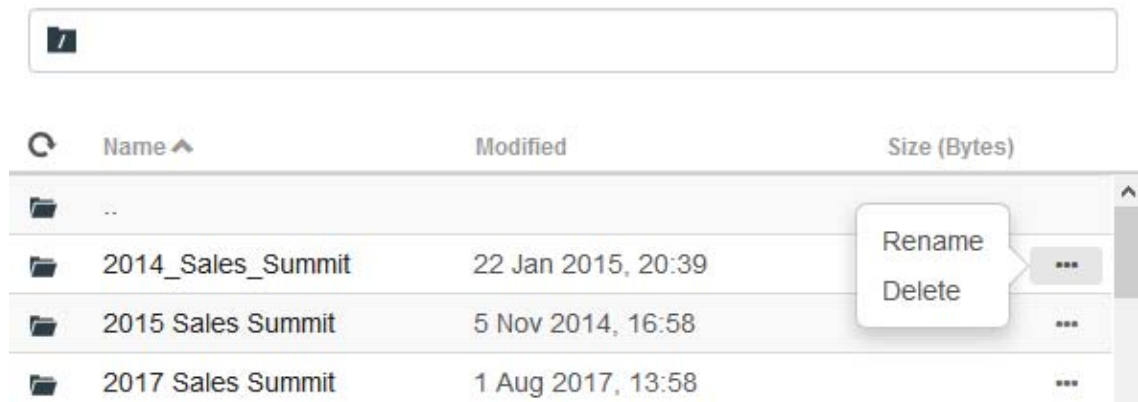 /
Name Modified Size (Bytes)
..
2014_Sales_Summit 22 Jan 2015, 20:39
Rename
Delete
2015 Sales Summit 5 Nov 2014, 16:58
2017 Sales Summit 1 Aug 2017, 13:58